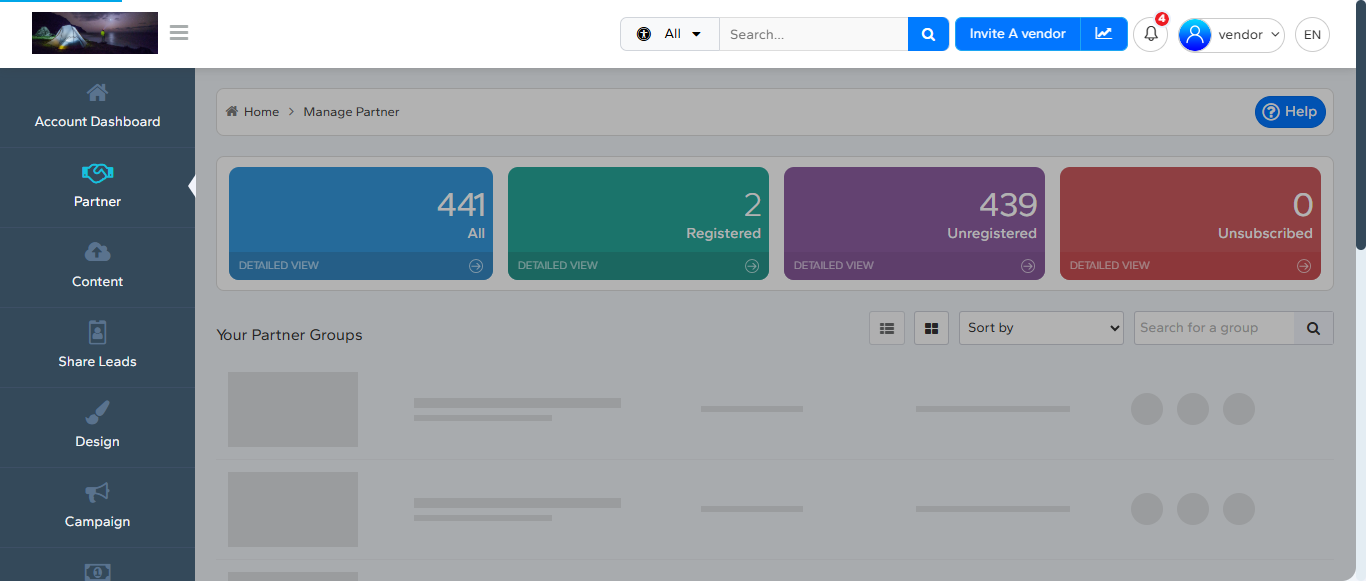 All
Search...
Invite A vendor
4
vendor
EN
Account Dashboard
Partner
Content
Share Leads
Design
Campaign
Home > Manage Partner
Help
441
All
DETAILED VIEW
2
Registered
DETAILED VIEW
439
Unregistered
DETAILED VIEW
0
Unsubscribed
DETAILED VIEW
Your Partner Groups
Sort by
Search for a group